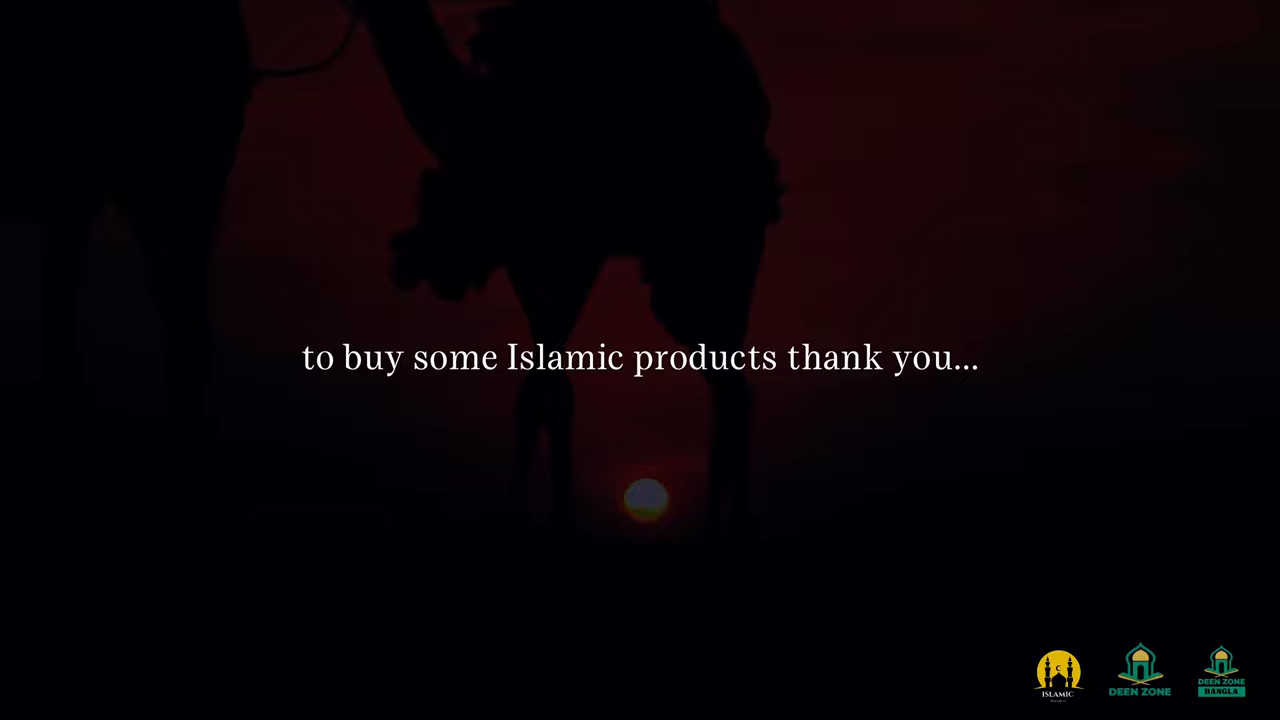 to buy some Islamic products thank you...
ISLAMIC
DEEN ZONE
DEEN ZONE
BANGLA